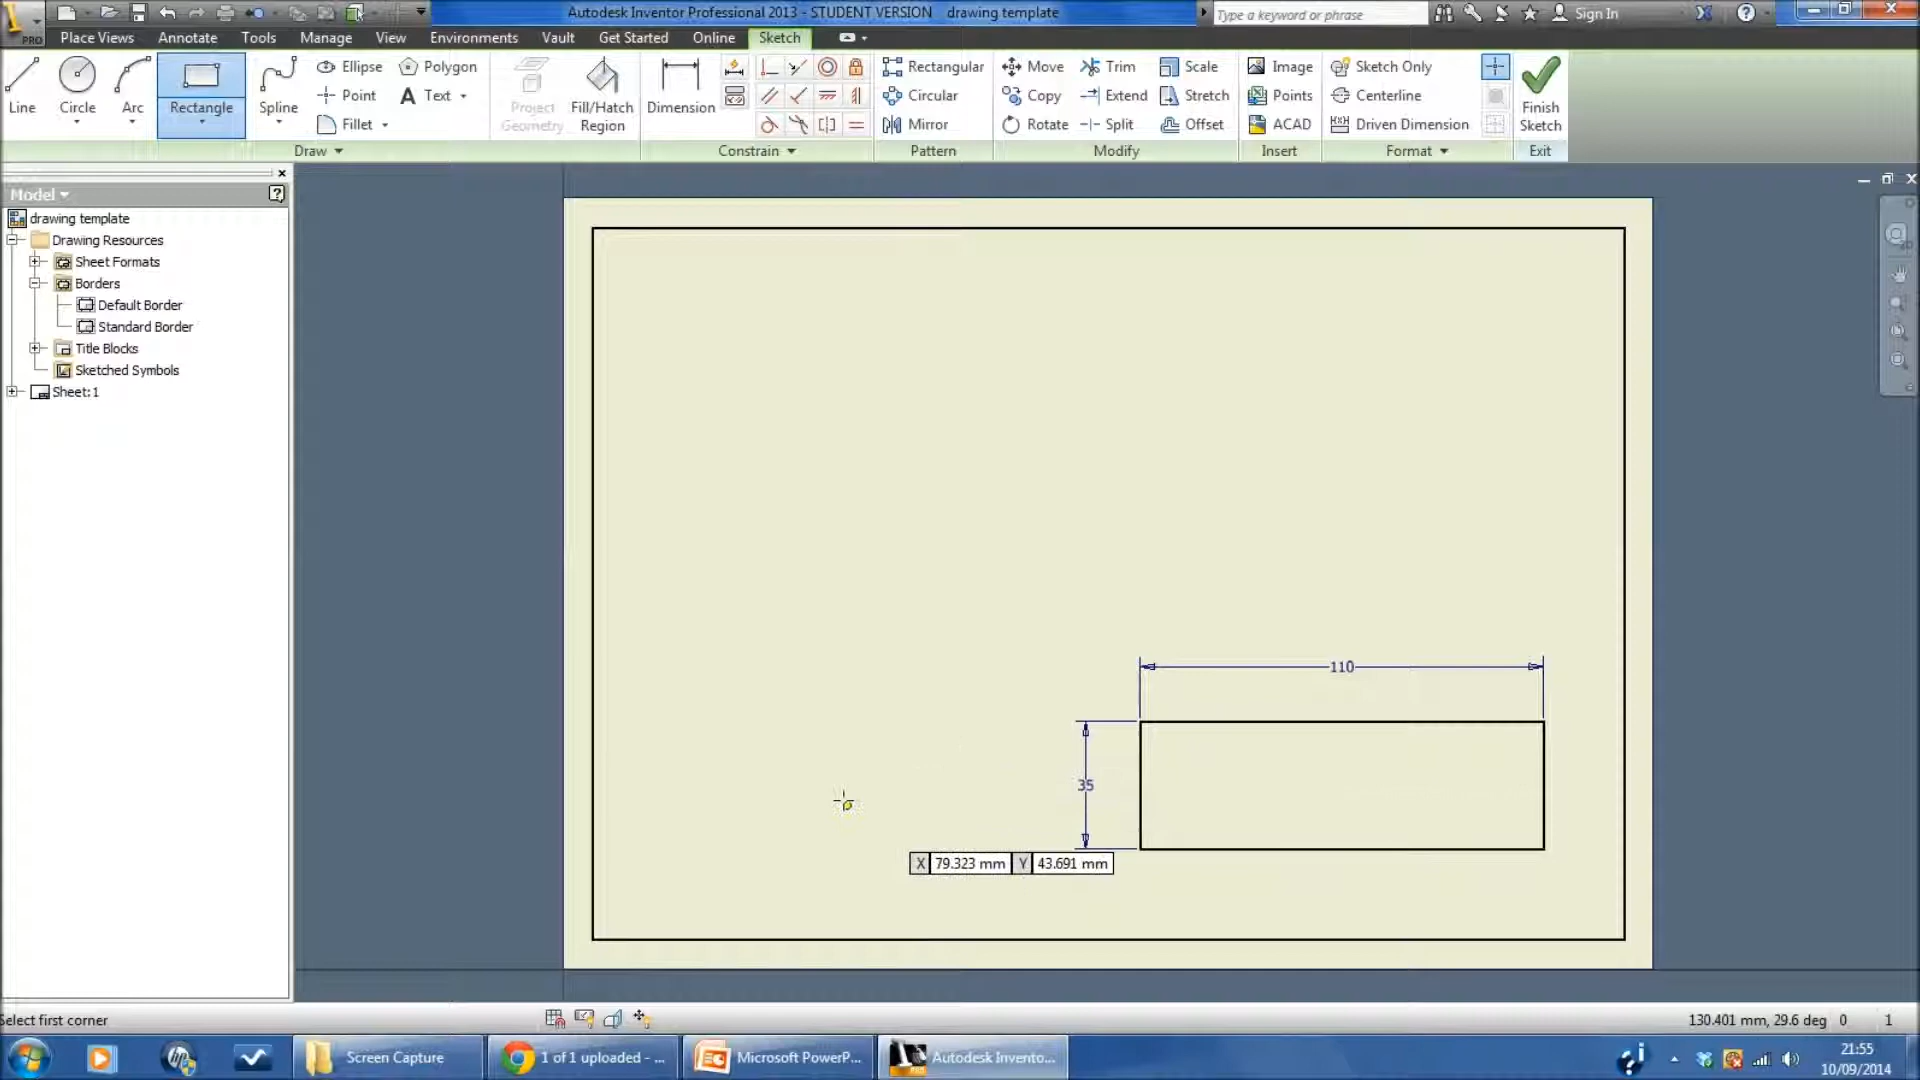 Autodesk Inventor Professional 2013 - STUDENT VERSION drawing template
Type a keyword or phrase
Sign In
PRO
Place Views Annotate Tools Manage View Environments Vault Get Started Online Sketch
Line Circle Arc Rectangle Spline
Ellipse Polygon
Point Text
Fillet
Project Geometry
Fill/Hatch Region
Dimension
Rectangular
Circular
Mirror
Move Trim Scale
Copy Extend Stretch
Rotate Split Offset
Image
Points
ACAD
Sketch Only
Centerline
Driven Dimension
Finish Sketch
Draw Constrain Pattern Modify Insert Format Exit
Model
drawing template
Drawing Resources
Sheet Formats
Borders
Default Border
Standard Border
Title Blocks
Sketched Symbols
Sheet:1
110
35
X 79.323 mm Y 43.691 mm
Select first corner
130.401 mm, 29.6 deg 0 1
Screen Capture
1 of 1 uploaded - ...
Microsoft PowerP...
Autodesk Invento...
21:55
10/09/2014